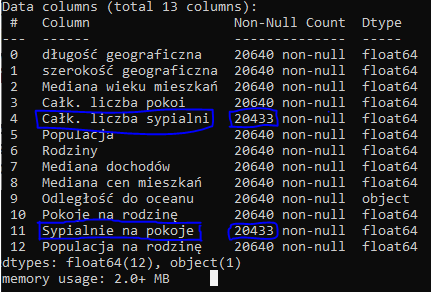 Data columns (total 13 columns):
 #   Column                 Non-Null Count  Dtype
---  ------                 --------------  -----
 0   długość geograficzna   20640 non-null  float64
 1   szerokość geograficzna 20640 non-null  float64
 2   Mediana wieku mieszkań 20640 non-null  float64
 3   Całk. liczba pokoi     20640 non-null  float64
 4   Całk. liczba sypialni  20433 non-null  float64
 5   Populacja              20640 non-null  float64
 6   Rodziny                20640 non-null  float64
 7   Mediana dochodów       20640 non-null  float64
 8   Mediana cen mieszkań   20640 non-null  float64
 9   Odległość do oceanu    20640 non-null  object
 10  Pokoje na rodzinę      20640 non-null  float64
 11  Sypialnie na pokoje    20433 non-null  float64
 12  Populacja na rodzinę   20640 non-null  float64
dtypes: float64(12), object(1)
memory usage: 2.0+ MB